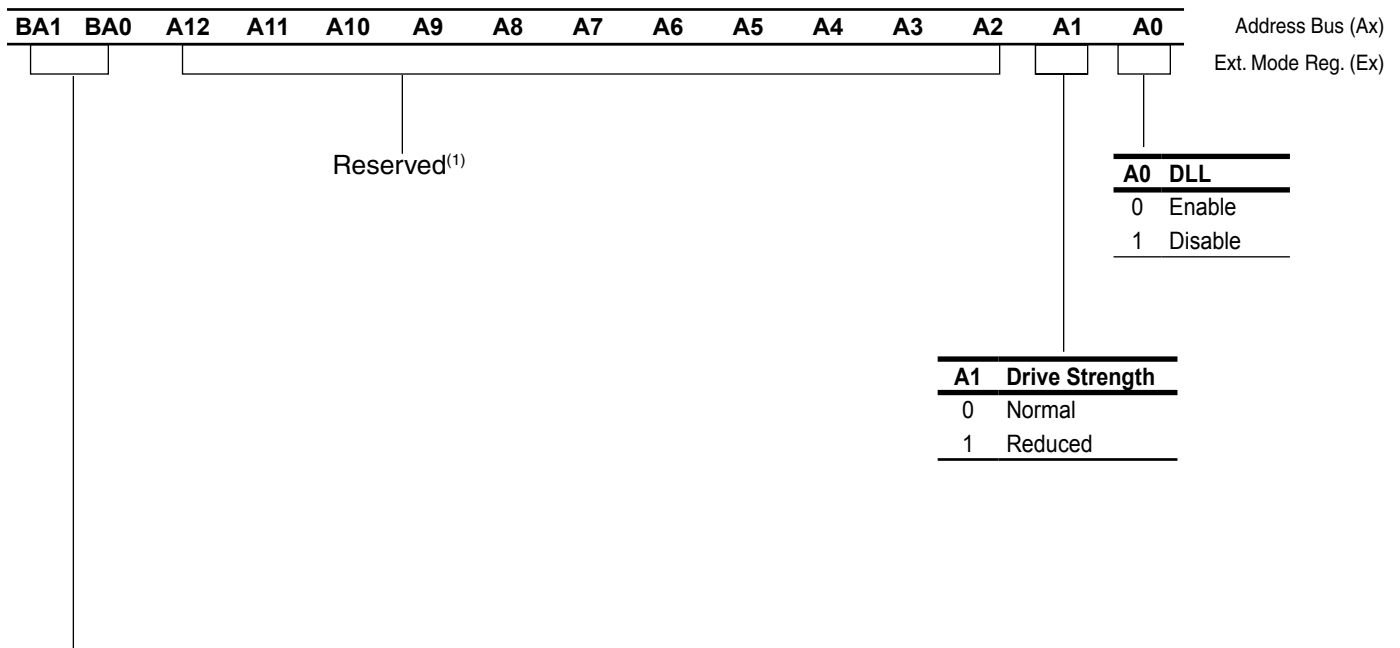 BA1 BA0 A12 A11 A10 A9 A8 A7 A6 A5 A4 A3 A2 A1 A0 Address Bus (Ax)
Ext. Mode Reg. (Ex)
Reserved(1)
A0 DLL
0 Enable
1 Disable
A1 Drive Strength
0 Normal
1 Reduced